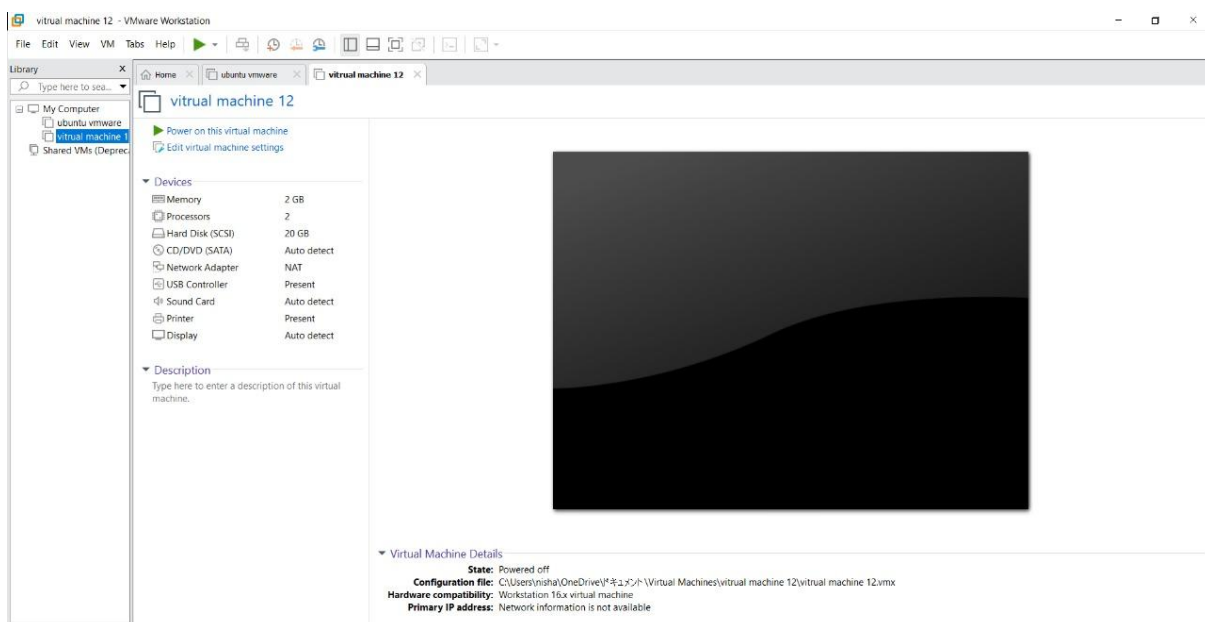 vitrual machine 12 - VMware Workstation
File Edit View VM Tabs Help
Library X
Type here to sea...
My Computer
ubuntu vmware
vitrual machine 1
Shared VMs (Deprec
Home ubuntu vmware vitrual machine 12
vitrual machine 12
Power on this virtual machine
Edit virtual machine settings
Devices
Memory 2 GB
Processors 2
Hard Disk (SCSI) 20 GB
CD/DVD (SATA) Auto detect
Network Adapter NAT
USB Controller Present
Sound Card Auto detect
Printer Present
Display Auto detect
Description
Type here to enter a description of this virtual
machine.
Virtual Machine Details
State: Powered off
Configuration file: C:\Users\nisha\OneDrive\ドキュメント\Virtual Machines\vitrual machine 12\vitrual machine 12.vmx
Hardware compatibility: Workstation 16.x virtual machine
Primary IP address: Network information is not available